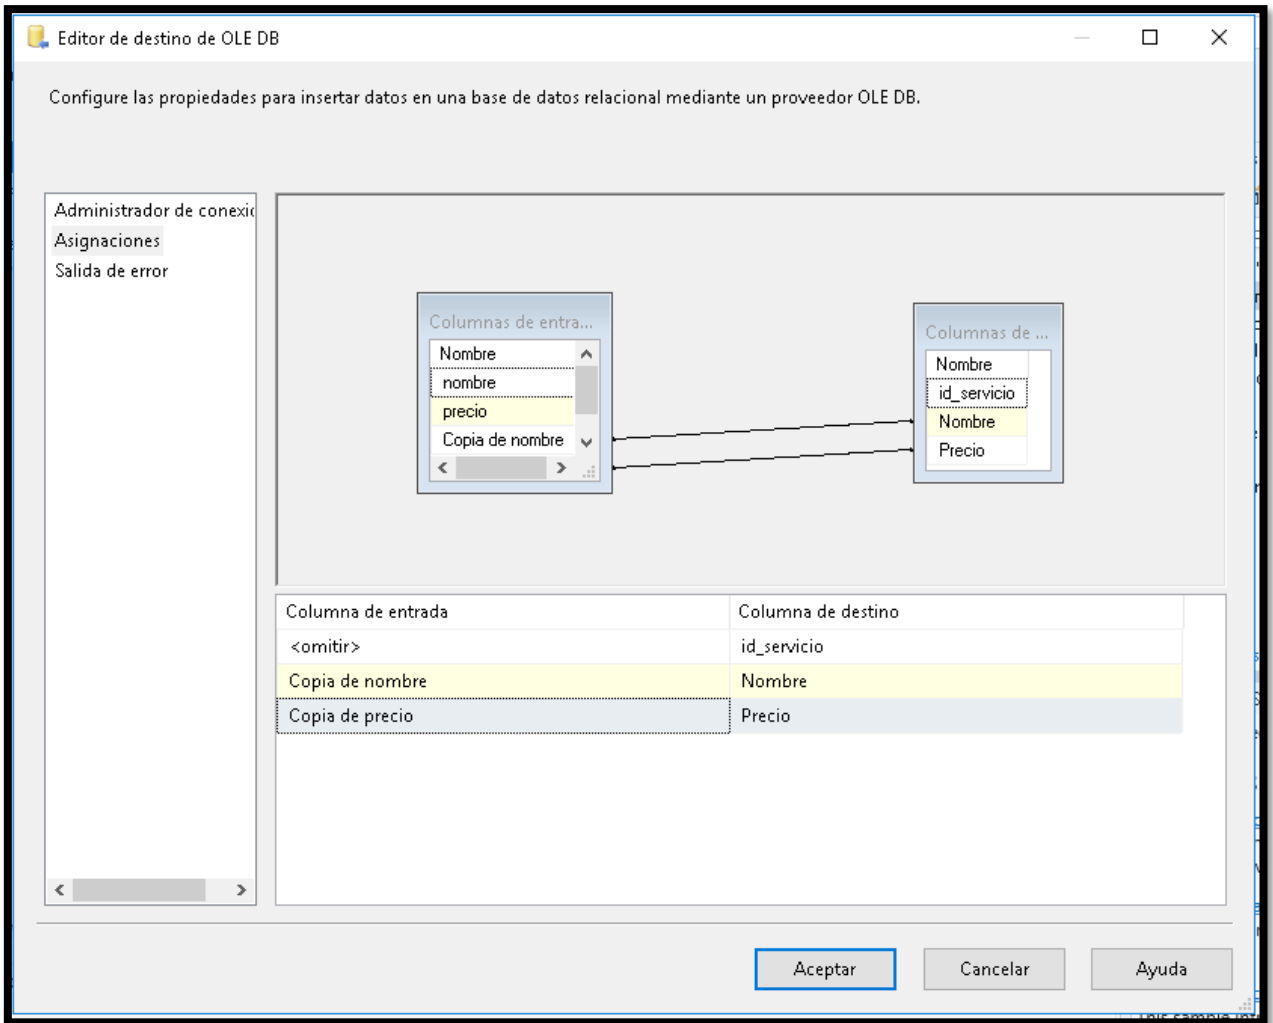 Editor de destino de OLE DB
Configure las propiedades para insertar datos en una base de datos relacional mediante un proveedor OLE DB.
Administrador de conexic
Asignaciones
Salida de error
Columnas de entra...
Nombre
nombre
precio
Copia de nombre
Columnas de ...
Nombre
id_servicio
Nombre
Precio
Columna de entrada Columna de destino
<omitir> id_servicio
Copia de nombre Nombre
Copia de precio Precio
Aceptar Cancelar Ayuda